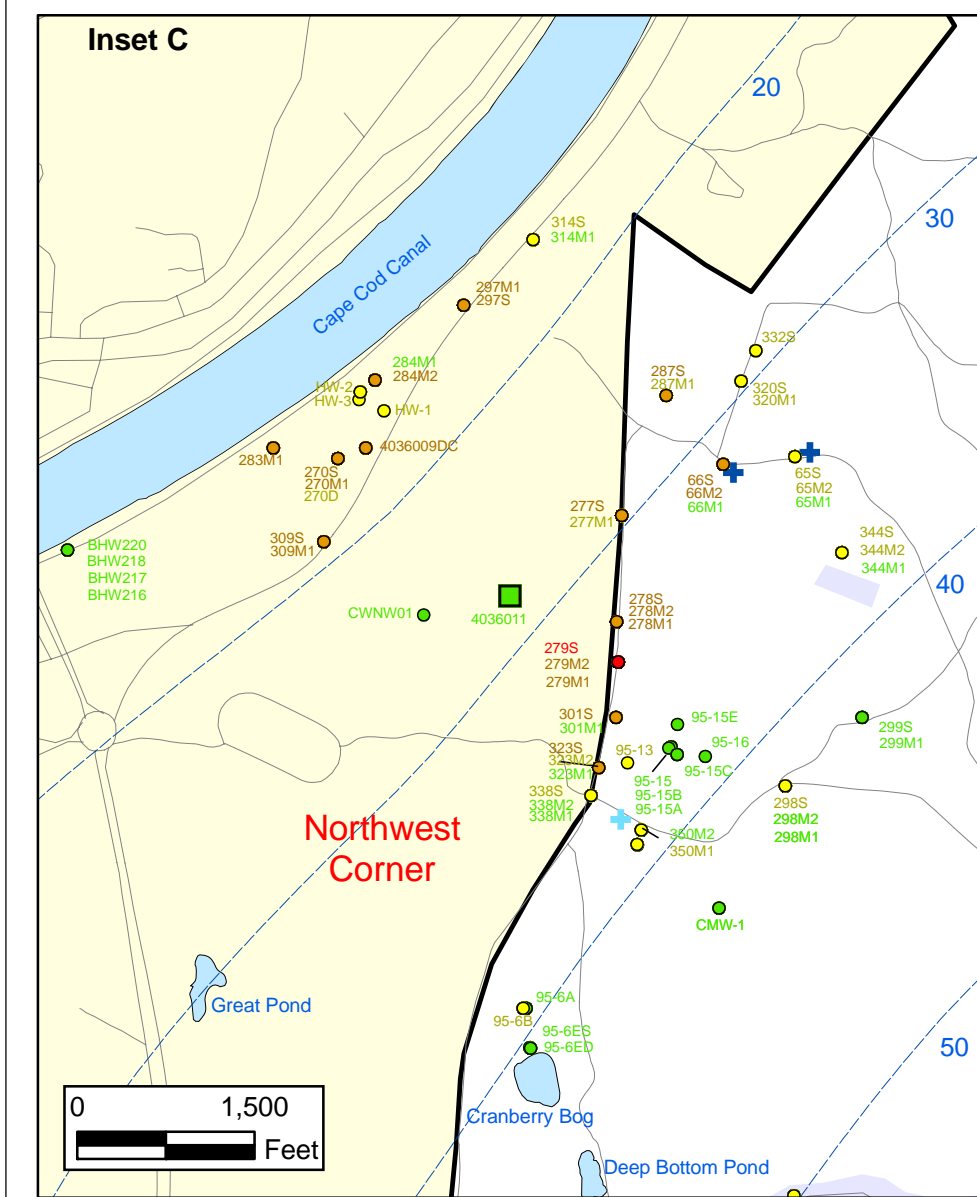 Inset C
20
30
314S
314M1
Cape Cod Canal
297M1
297S
332S
284M1
284M2
287S
287M1
HW-2
HW-3
HW-1
320S
320M1
283M1
4036009DC
270S
270M1
270D
66S
66M2
66M1
65S
65M2
65M1
277S
277M1
309S
309M1
344S
344M2
344M1
BHW220
BHW218
BHW217
BHW216
40
CWNW01
4036011
278S
278M2
278M1
279S
279M2
279M1
301S
301M1
95-15E
299S
299M1
323S
323M2
323M1
95-13
95-16
95-15C
95-15
95-15B
95-15A
338S
338M2
338M1
298S
298M2
298M1
350M2
350M1
Northwest
Corner
CMW-1
Great Pond
95-6A
95-6B
95-6ES
95-6ED
50
0 1,500
Feet
Cranberry Bog
Deep Bottom Pond